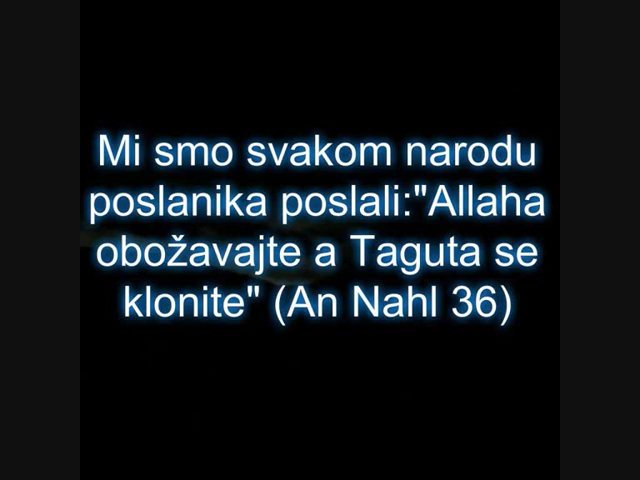 Mi smo svakom narodu
poslanika poslali:"Allaha
obožavajte a Taguta se
klonite" (An Nahl 36)